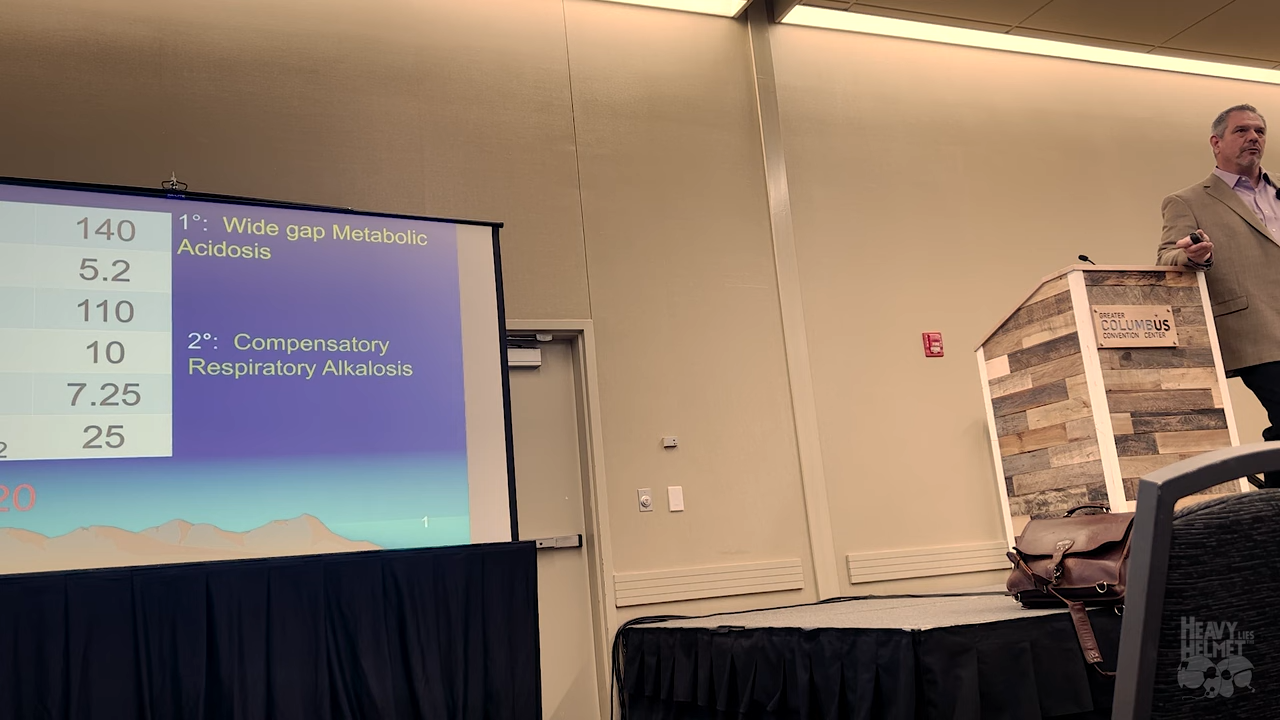 140
5.2
110
10
7.25
2
25
20
1°: Wide gap Metabolic
Acidosis
2°: Compensatory
Respiratory Alkalosis
1
GREATER
COLUMBUS
CONVENTION CENTER
HEAVY LIES
HELMET